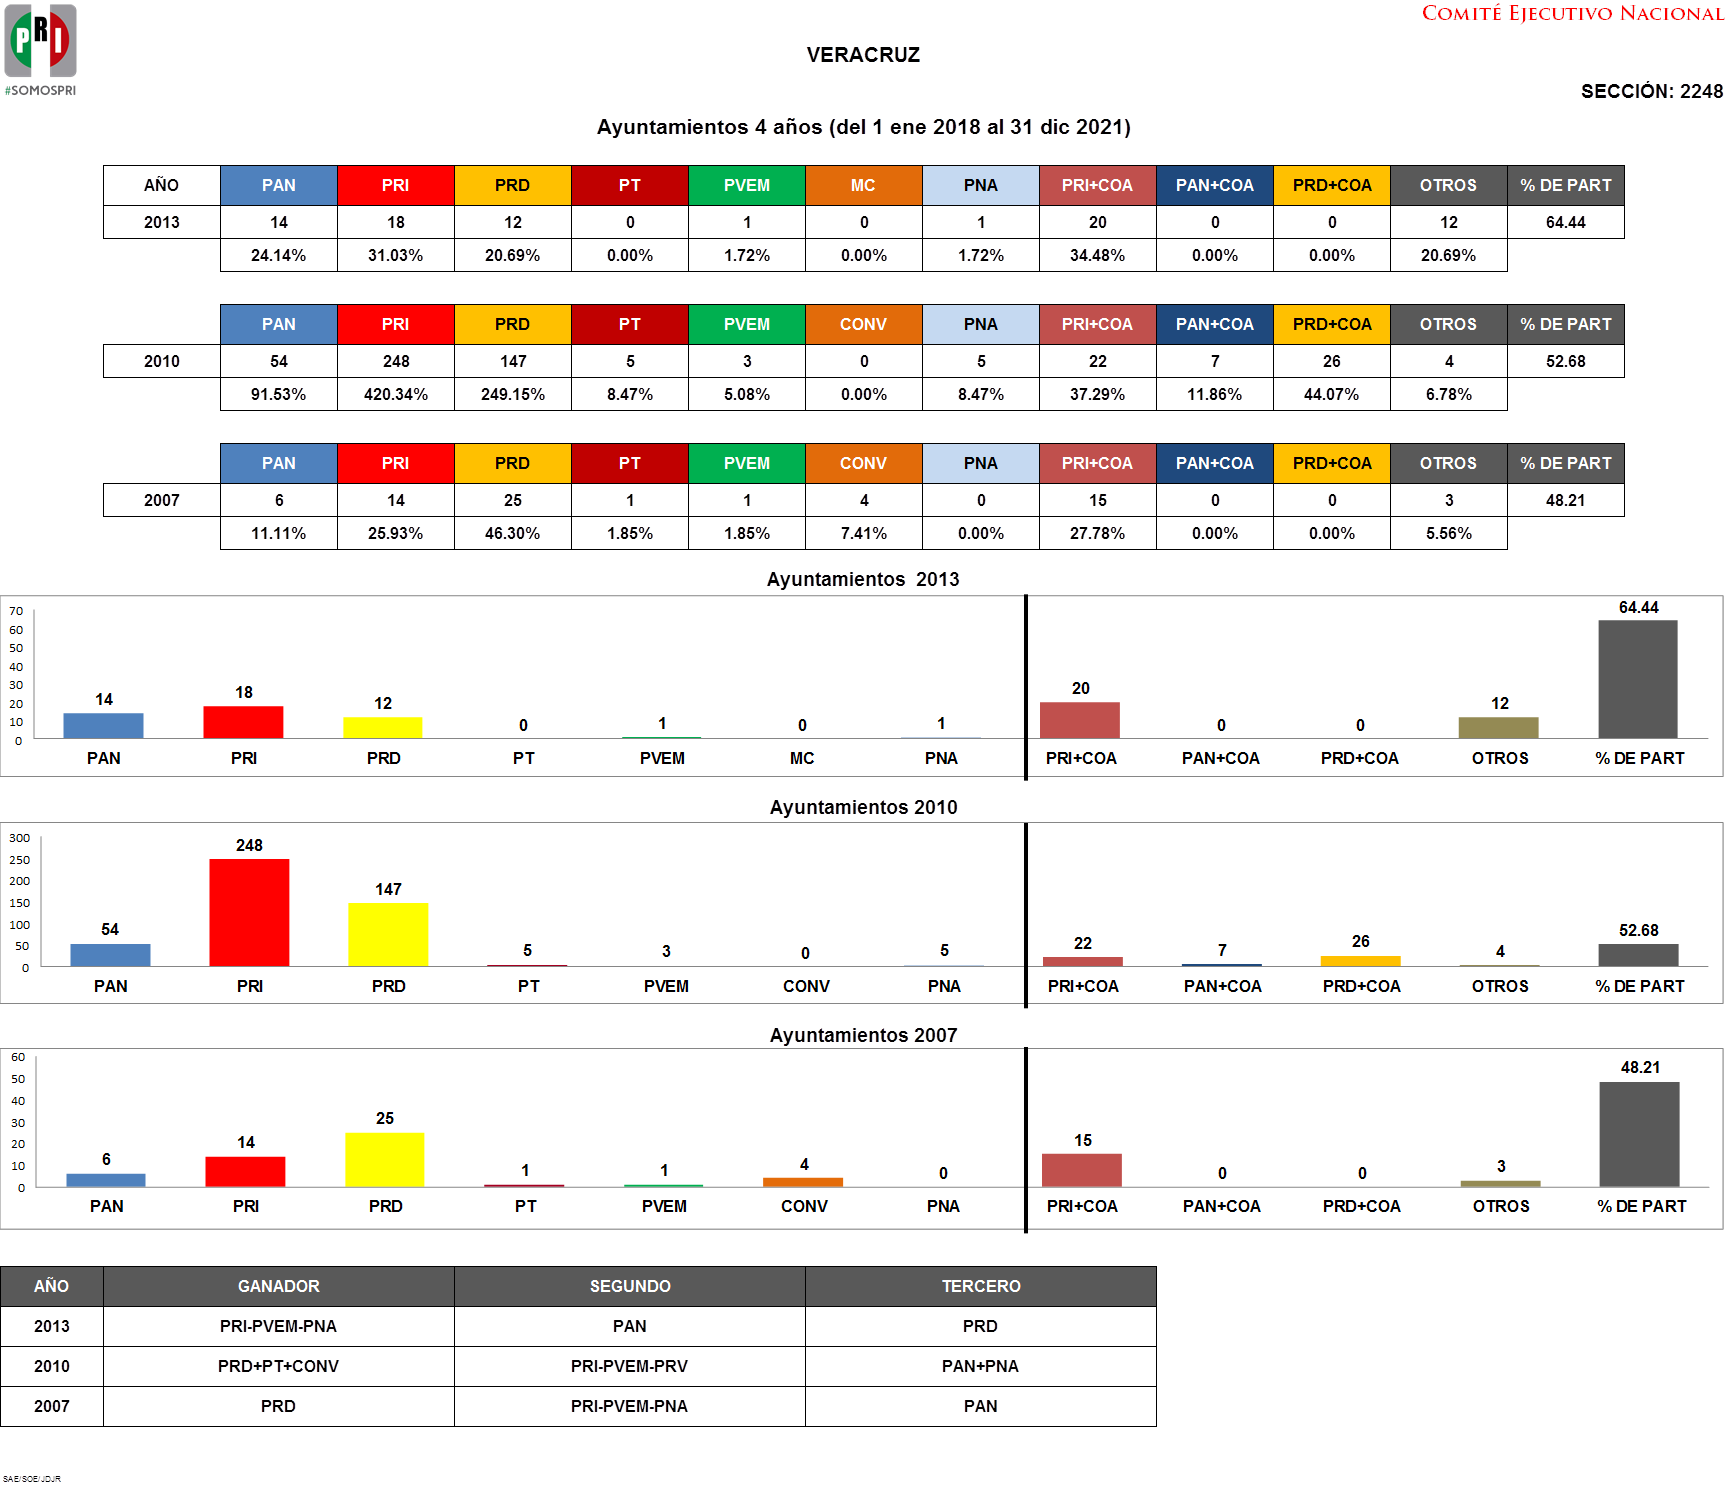 PRI
#SOMOSPRI
COMITÉ EJECUTIVO NACIONAL
VERACRUZ
SECCIÓN: 2248
Ayuntamientos 4 años (del 1 ene 2018 al 31 dic 2021)
AÑO PAN PRI PRD PT PVEM MC PNA PRI+COA PAN+COA PRD+COA OTROS % DE PART
2013 14 18 12 0 1 0 1 20 0 0 12 64.44
24.14% 31.03% 20.69% 0.00% 1.72% 0.00% 1.72% 34.48% 0.00% 0.00% 20.69%
PAN PRI PRD PT PVEM CONV PNA PRI+COA PAN+COA PRD+COA OTROS % DE PART
2010 54 248 147 5 3 0 5 22 7 26 4 52.68
91.53% 420.34% 249.15% 8.47% 5.08% 0.00% 8.47% 37.29% 11.86% 44.07% 6.78%
PAN PRI PRD PT PVEM CONV PNA PRI+COA PAN+COA PRD+COA OTROS % DE PART
2007 6 14 25 1 1 4 0 15 0 0 3 48.21
11.11% 25.93% 46.30% 1.85% 1.85% 7.41% 0.00% 27.78% 0.00% 0.00% 5.56%
Ayuntamientos 2013
70
60
50
40
30
20
10
0
14 18 12 0 1 0 1 20 0 0 12 64.44
PAN PRI PRD PT PVEM MC PNA PRI+COA PAN+COA PRD+COA OTROS % DE PART
Ayuntamientos 2010
300
250
200
150
100
50
0
54 248 147 5 3 0 5 22 7 26 4 52.68
PAN PRI PRD PT PVEM CONV PNA PRI+COA PAN+COA PRD+COA OTROS % DE PART
Ayuntamientos 2007
60
50
40
30
20
10
0
6 14 25 1 1 4 0 15 0 0 3 48.21
PAN PRI PRD PT PVEM CONV PNA PRI+COA PAN+COA PRD+COA OTROS % DE PART
AÑO GANADOR SEGUNDO TERCERO
2013 PRI-PVEM-PNA PAN PRD
2010 PRD+PT+CONV PRI-PVEM-PRV PAN+PNA
2007 PRD PRI-PVEM-PNA PAN
SAE/SOE/JDJR